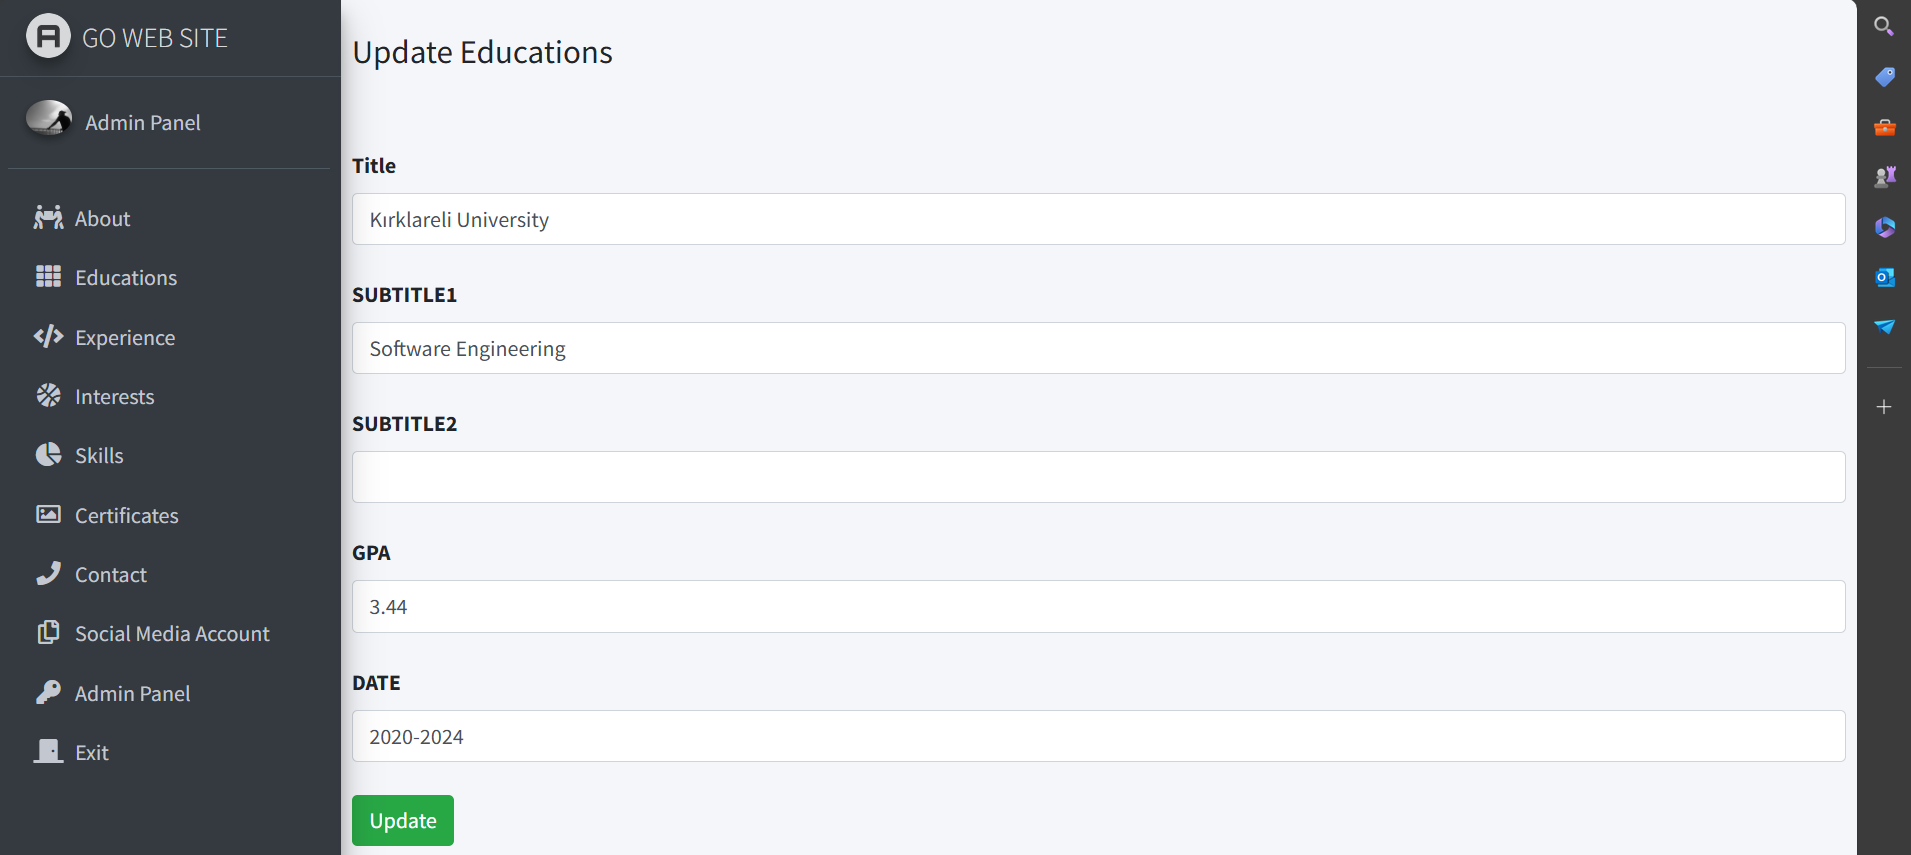 GO WEB SITE
Admin Panel
About
Educations
Experience
Interests
Skills
Certificates
Contact
Social Media Account
Admin Panel
Exit
Update Educations
Title
Kırklareli University
SUBTITLE1
Software Engineering
SUBTITLE2
GPA
3.44
DATE
2020-2024
Update